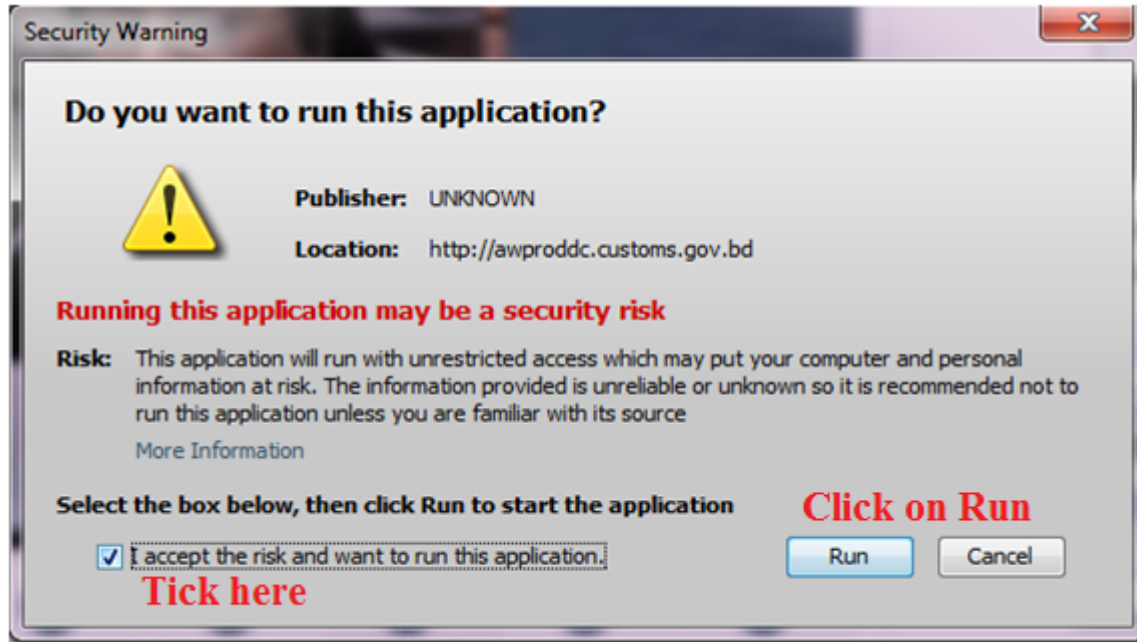 Security Warning
Do you want to run this application?
Publisher: UNKNOWN
Location: http://awproddc.customs.gov.bd
Running this application may be a security risk
Risk: This application will run with unrestricted access which may put your computer and personal
information at risk. The information provided is unreliable or unknown so it is recommended not to
run this application unless you are familiar with its source
More Information
Select the box below, then click Run to start the application
Click on Run
I accept the risk and want to run this application.
Run Cancel
Tick here